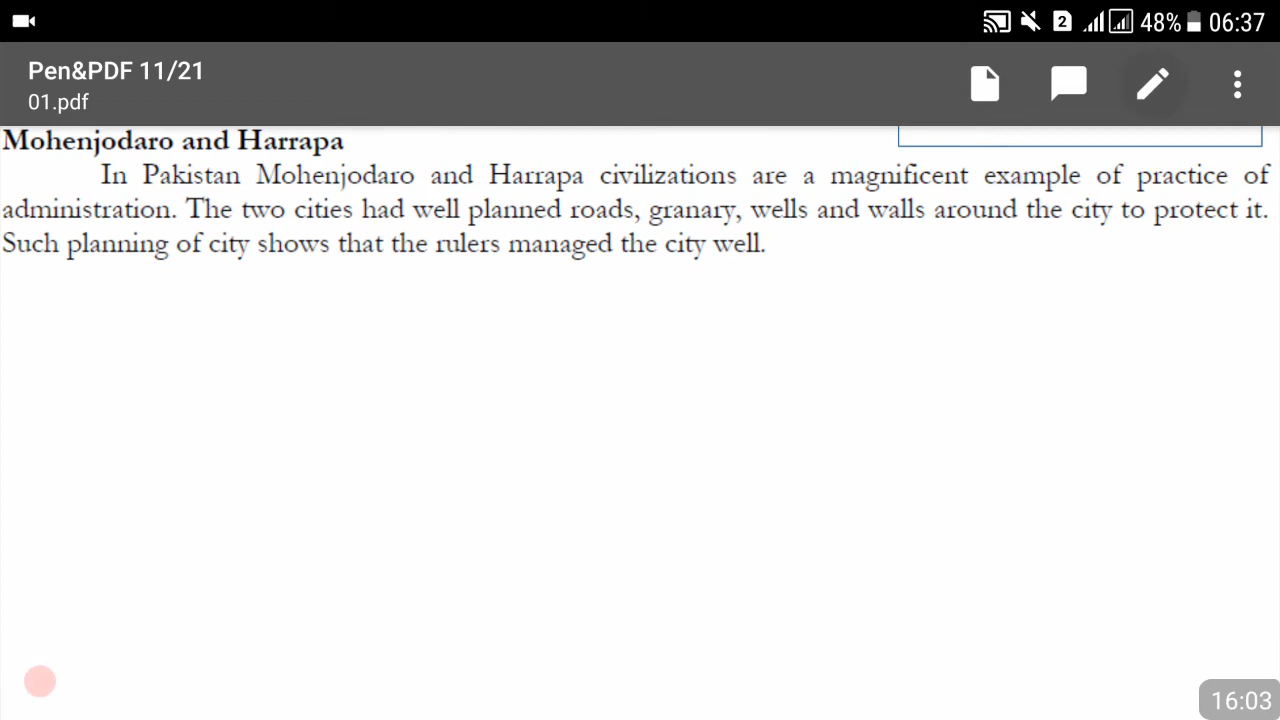 2 48% 06:37
Pen&PDF 11/21
01.pdf
Mohenjodaro and Harrapa
In Pakistan Mohenjodaro and Harrapa civilizations are a magnificent example of practice of
administration. The two cities had well planned roads, granary, wells and walls around the city to protect it.
Such planning of city shows that the rulers managed the city well.
16:03